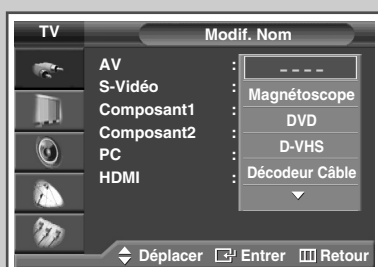 TV
Modif. Nom
AV :
S-Vidéo :
Composant1 :
Composant2 :
PC :
HDMI :
– – – –
Magnétoscope
DVD
D-VHS
Décodeur Câble
Déplacer Entrer Retour